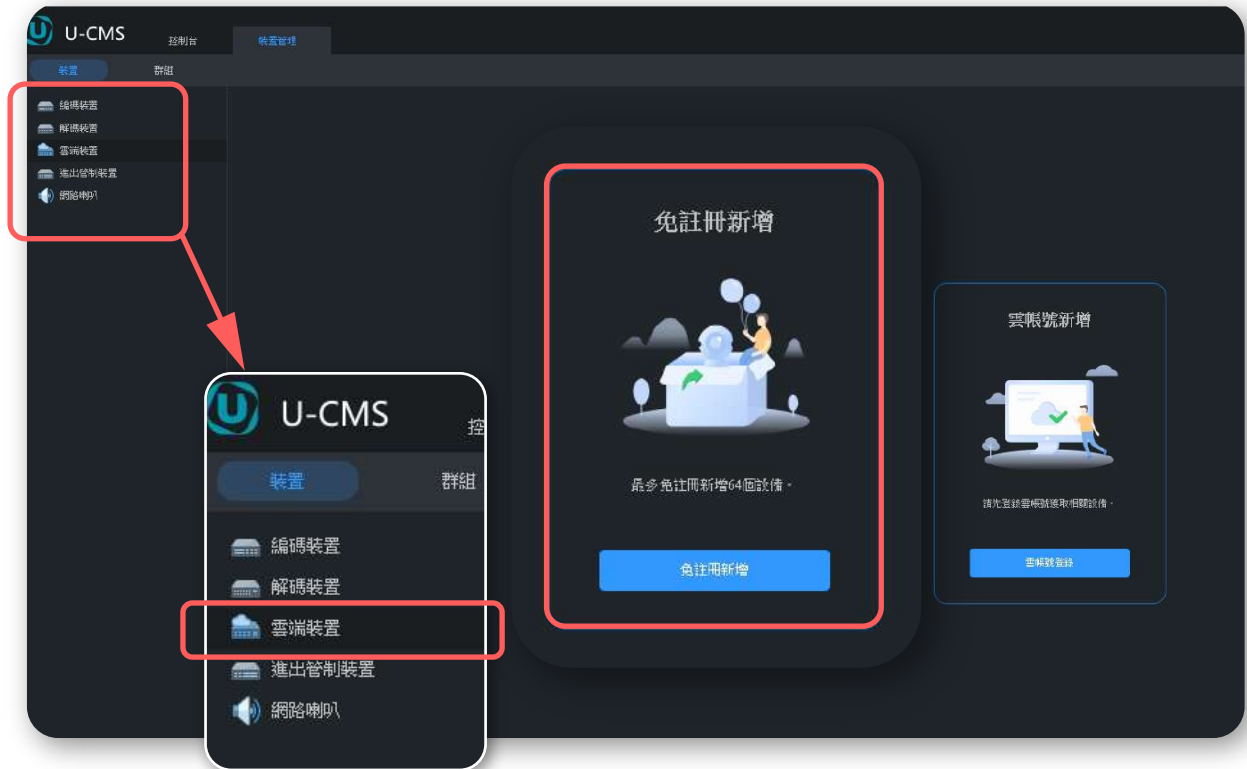 U-CMS
控制台
裝置管理
裝置
群組
編碼裝置
解碼裝置
雲端裝置
進出管制裝置
網路喇叭
免註冊新增
最多免註冊新增64個設備。
免註冊新增
雲帳號新增
請先登錄雲帳號獲取相關設備。
雲帳號登錄
U-CMS
控
裝置
群組
編碼裝置
解碼裝置
雲端裝置
進出管制裝置
網路喇叭